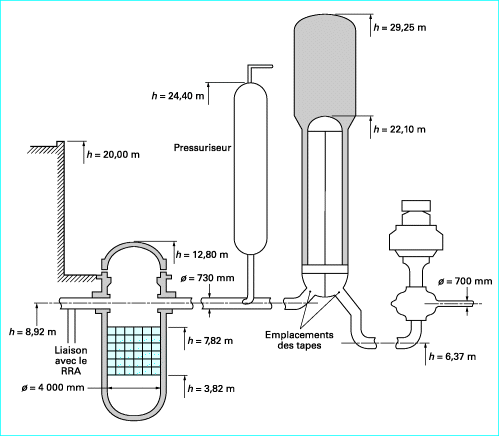 h = 29,25 m
h = 24,40 m
h = 22,10 m
Pressuriseur
h = 20,00 m
h = 12,80 m
ø = 730 mm
ø = 700 mm
h = 8,92 m
Liaison
avec le
RRA
h = 7,82 m
Emplacements
des tapes
h = 6,37 m
ø = 4 000 mm
h = 3,82 m